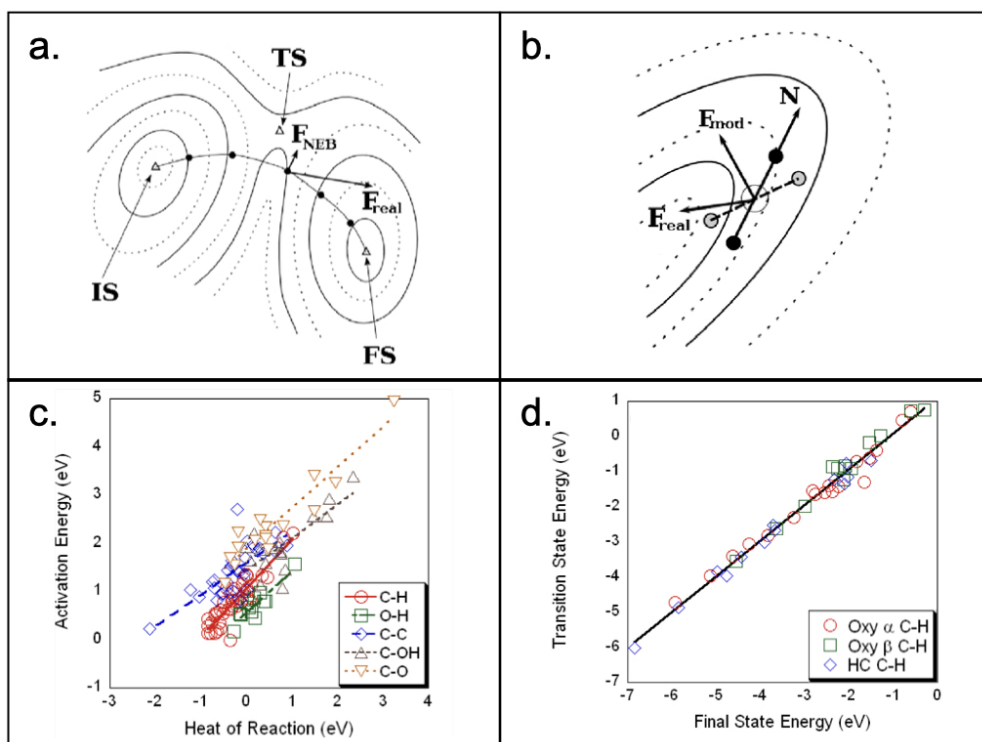 a.
TS
F_NEB
F_real
IS
FS
b.
N
F_mod
F_real
c.
Activation Energy (eV)
5
4
3
2
1
0
-1
-3 -2 -1 0 1 2 3 4
Heat of Reaction (eV)
C-H
O-H
C-C
C-OH
C-O
d.
Transition State Energy (eV)
1
0
-1
-2
-3
-4
-5
-6
-7
-7 -6 -5 -4 -3 -2 -1 0
Final State Energy (eV)
Oxy α C-H
Oxy β C-H
HC C-H